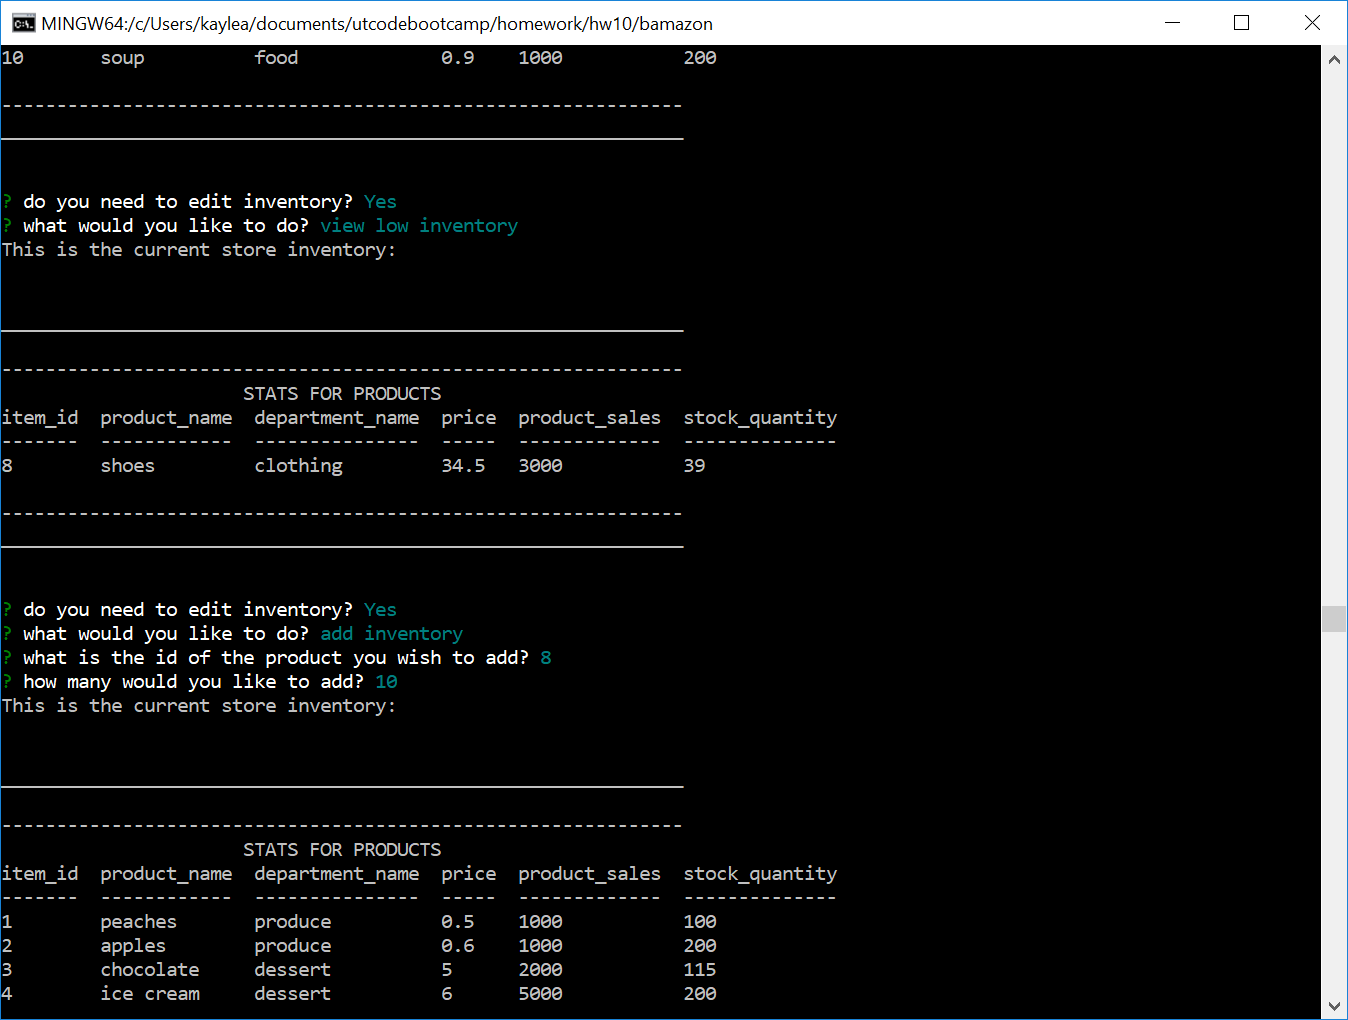 MINGW64:/c/Users/kaylea/documents/utcodebootcamp/homework/hw10/bamazon
10 soup food 0.9 1000 200
--------------------------------------------------------------
______________________________________________________________
? do you need to edit inventory? Yes
? what would you like to do? view low inventory
This is the current store inventory:
______________________________________________________________
--------------------------------------------------------------
STATS FOR PRODUCTS
item_id product_name department_name price product_sales stock_quantity
------- ------------ --------------- ----- ------------- --------------
8 shoes clothing 34.5 3000 39
--------------------------------------------------------------
______________________________________________________________
? do you need to edit inventory? Yes
? what would you like to do? add inventory
? what is the id of the product you wish to add? 8
? how many would you like to add? 10
This is the current store inventory:
______________________________________________________________
--------------------------------------------------------------
STATS FOR PRODUCTS
item_id product_name department_name price product_sales stock_quantity
------- ------------ --------------- ----- ------------- --------------
1 peaches produce 0.5 1000 100
2 apples produce 0.6 1000 200
3 chocolate dessert 5 2000 115
4 ice cream dessert 6 5000 200